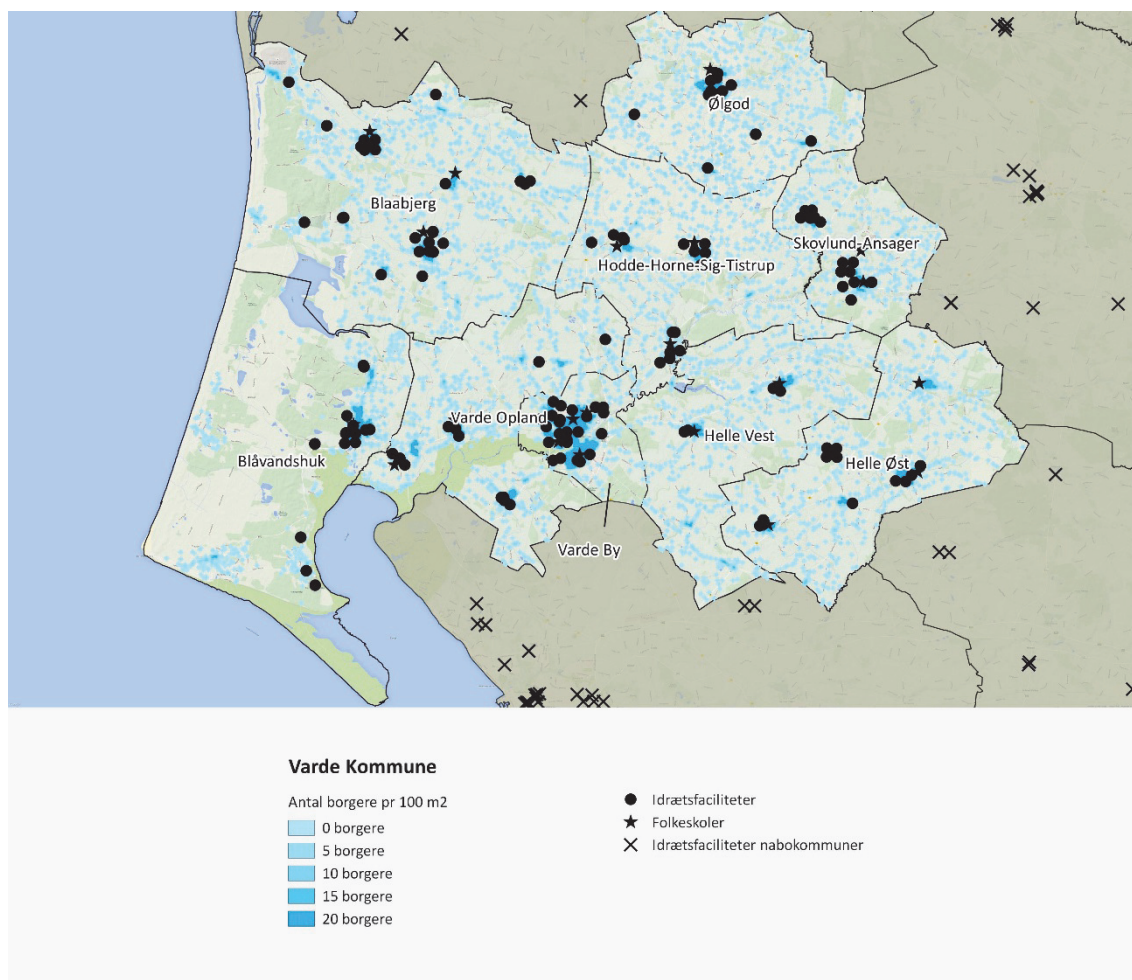 Ølgod
Blaabjerg
Skovlund-Ansager
Hodde-Horne-Sig-Tistrup
Varde Opland
Helle Vest
Blåvandshuk
Helle Øst
Varde By
Varde Kommune
Antal borgere pr 100 m2
0 borgere
5 borgere
10 borgere
15 borgere
20 borgere
Idrætsfaciliteter
Folkeskoler
Idrætsfaciliteter nabokommuner